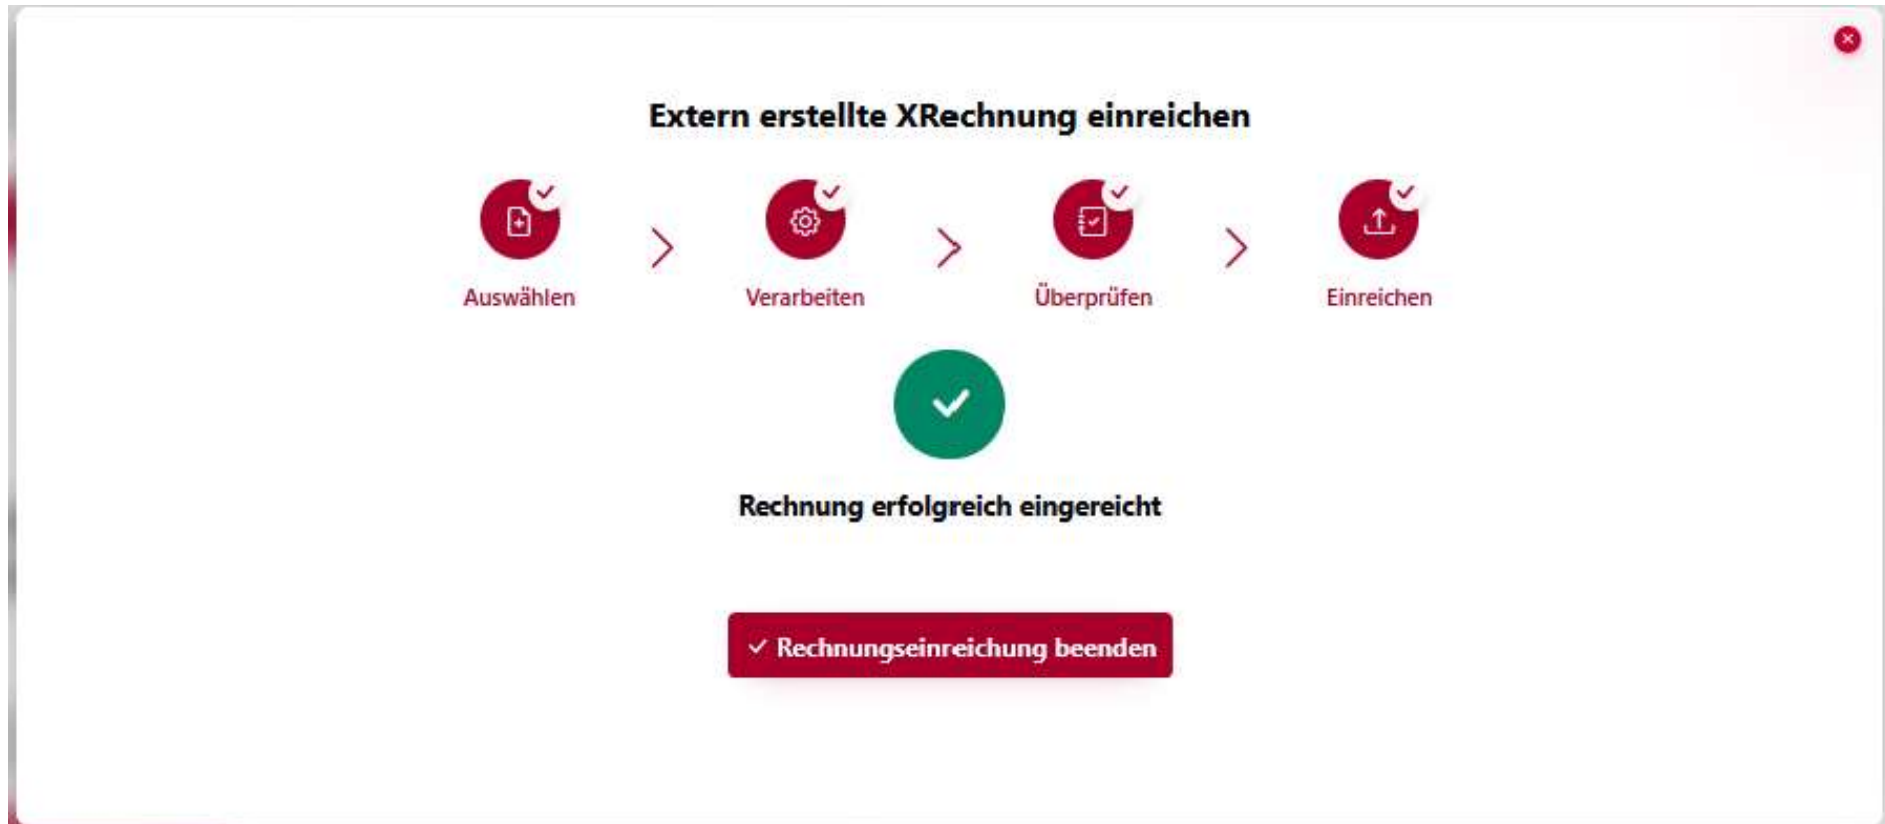 Extern erstellte XRechnung einreichen
Auswählen
Verarbeiten
Überprüfen
Einreichen
Rechnung erfolgreich eingereicht
Rechnungseinreichung beenden